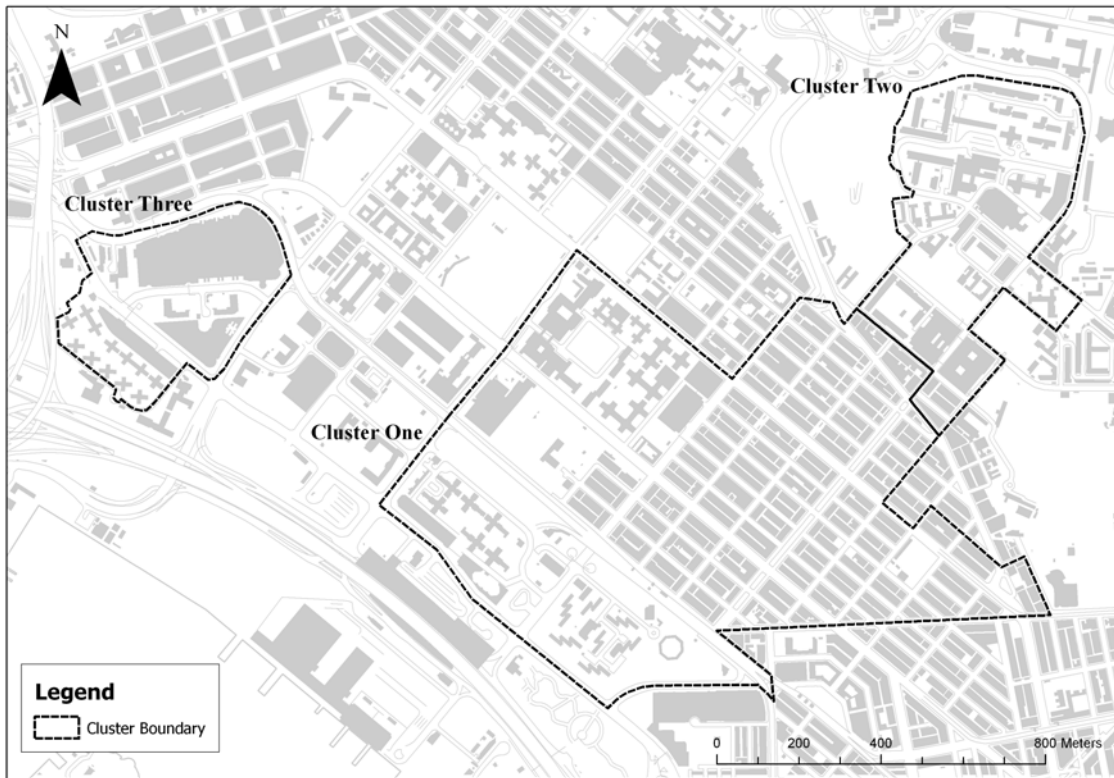 N
Cluster Two
Cluster Three
Cluster One
Legend
Cluster Boundary
0 200 400 800 Meters